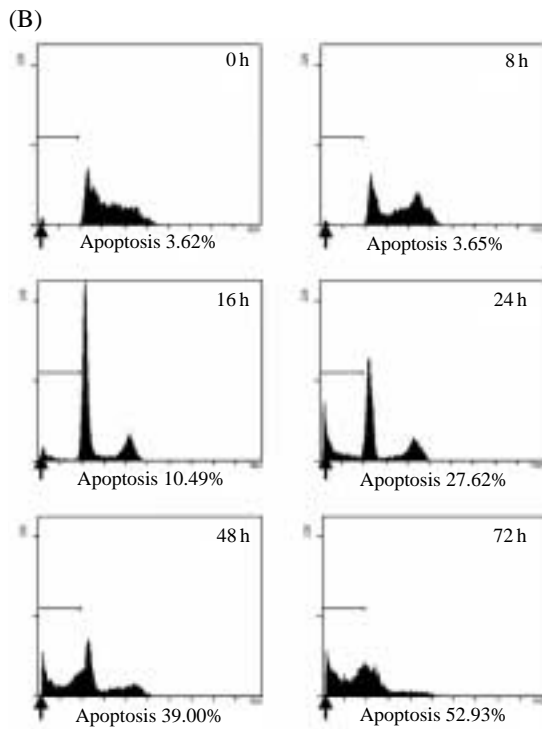 (B)
0 h
8 h
Apoptosis 3.62%
Apoptosis 3.65%
16 h
24 h
Apoptosis 10.49%
Apoptosis 27.62%
48 h
72 h
Apoptosis 39.00%
Apoptosis 52.93%